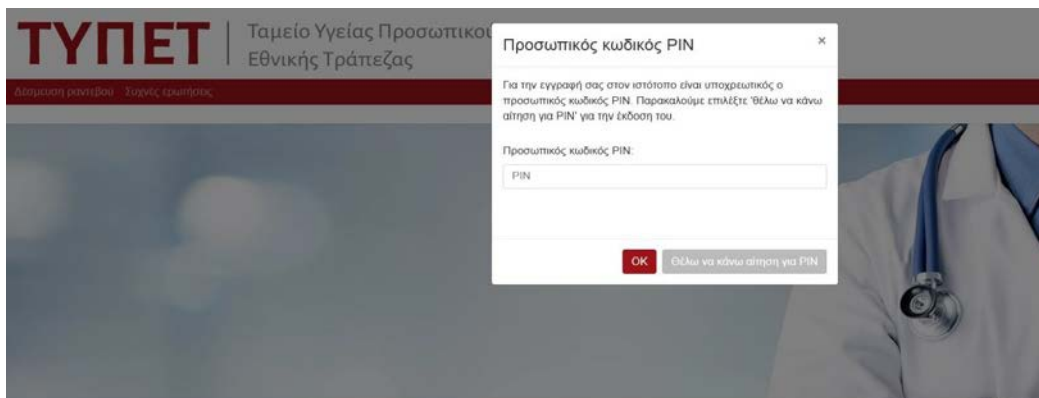 ΤΥΠΕΤ
Ταμείο Υγείας Προσωπικού
Εθνικής Τράπεζας
Δέσμευση ραντεβού Συχνές ερωτήσεις
Προσωπικός κωδικός PIN ×
Για την εγγραφή σας στον ιστότοπο είναι υποχρεωτικός ο
προσωπικός κωδικός PIN. Παρακαλούμε επιλέξτε 'θέλω να κάνω
αίτηση για PIN' για την έκδοση του.
Προσωπικός κωδικός PIN:
PIN
OK Θέλω να κάνω αίτηση για PIN